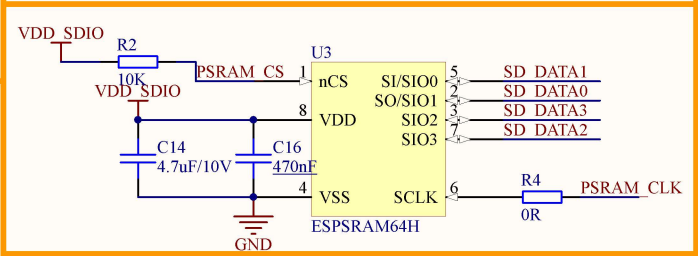 VDD_SDIO
R2
10K
PSRAM_CS
U3
1 nCS
SI/SIO0 5 SD_DATA1
SO/SIO1 2 SD_DATA0
SIO2 3 SD_DATA3
SIO3 7 SD_DATA2
VDD_SDIO
8 VDD
C14
4.7uF/10V
C16
470nF
4 VSS
SCLK 6
R4
0R
PSRAM_CLK
GND
ESPSRAM64H